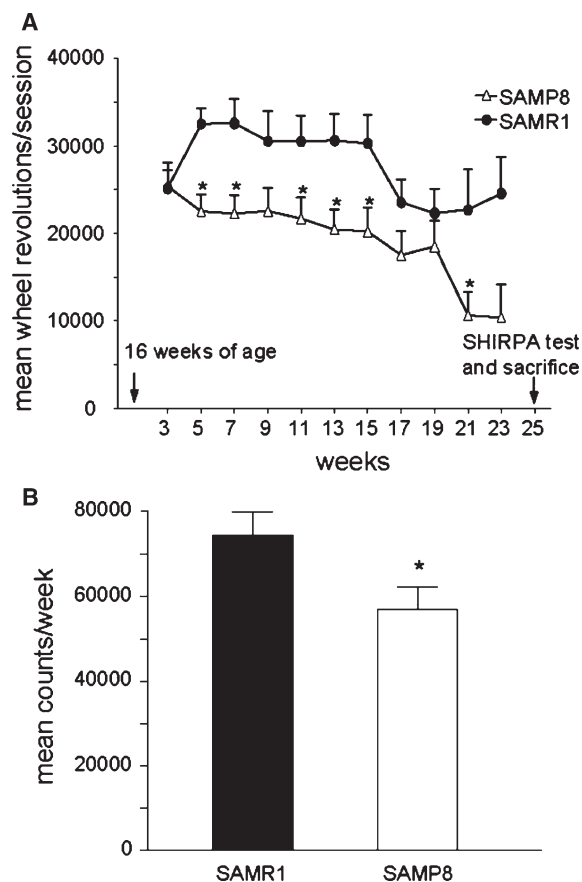 A
mean wheel revolutions/session
40000
30000
20000
10000
0
SAMP8
SAMR1
* * * * * *
16 weeks of age
SHIRPA test
and sacrifice
3 5 7 9 11 13 15 17 19 21 23 25
weeks
B
mean counts/week
80000
60000
40000
20000
0
*
SAMR1 SAMP8